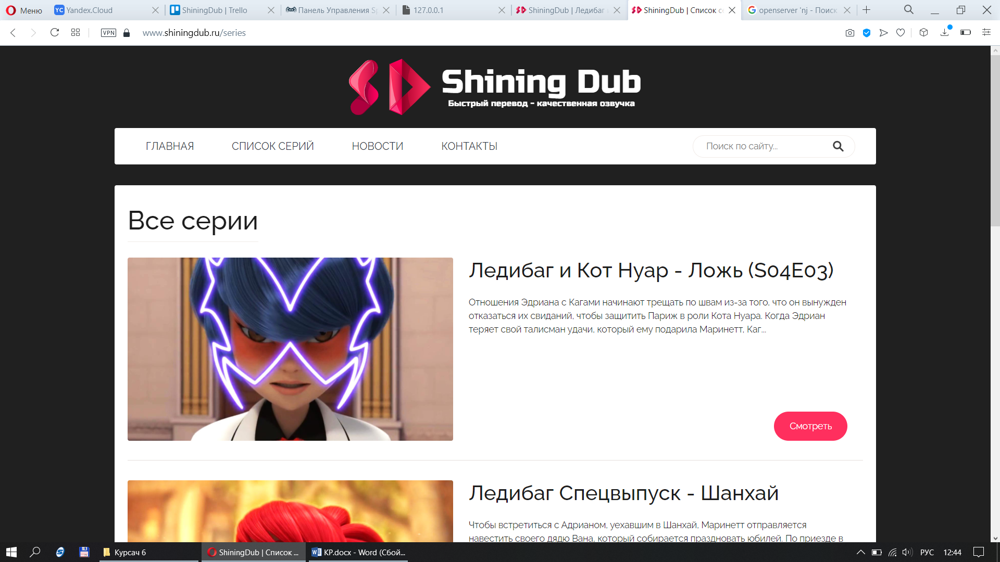 Меню
Yandex.Cloud
ShiningDub | Trello
Панель Управления Sp
127.0.0.1
ShiningDub | Ледибаг
ShiningDub | Список се
openserver 'nj - Поиск
VPN
www.shiningdub.ru/series
Shining Dub
Быстрый перевод - качественная озвучка
ГЛАВНАЯ
СПИСОК СЕРИЙ
НОВОСТИ
КОНТАКТЫ
Поиск по сайту...
Все серии
Ледибаг и Кот Нуар - Ложь (S04E03)
Отношения Эдриана с Кагами начинают трещать по швам из-за того, что он вынужден
отказаться их свиданий, чтобы защитить Париж в роли Кота Нуара. Когда Эдриан
теряет свой талисман удачи, который ему подарила Маринетт, Каг...
Смотреть
Ледибаг Спецвыпуск - Шанхай
Чтобы встретиться с Адрианом, уехавшим в Шанхай, Маринетт отправляется
навестить своего дядю Вана, который собирается праздновать юбилей. По приезде в
Курсач 6
ShiningDub | Список ...
КР.docx - Word (Сбой...
РУС
12:44